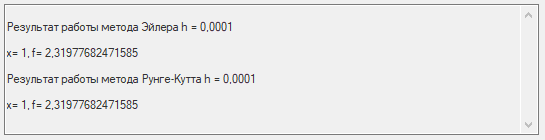 Результат работы метода Эйлера h = 0,0001
x= 1, f= 2,31977682471585
Результат работы метода Рунге-Кутта h = 0,0001
x= 1, f= 2,31977682471585